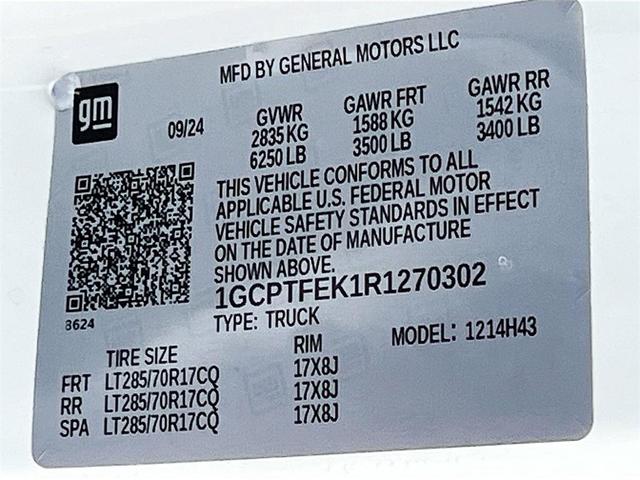 MFD BY GENERAL MOTORS LLC
gm
09/24
GVWR
2835 KG
6250 LB
GAWR FRT
1588 KG
3500 LB
GAWR RR
1542 KG
3400 LB
THIS VEHICLE CONFORMS TO ALL
APPLICABLE U.S. FEDERAL MOTOR
VEHICLE SAFETY STANDARDS IN EFFECT
ON THE DATE OF MANUFACTURE
SHOWN ABOVE.
1GCPTFEK1R1270302
3624
TYPE: TRUCK
MODEL: 1214H43
TIRE SIZE RIM
FRT LT285/70R17CQ 17X8J
RR LT285/70R17CQ 17X8J
SPA LT285/70R17CQ 17X8J